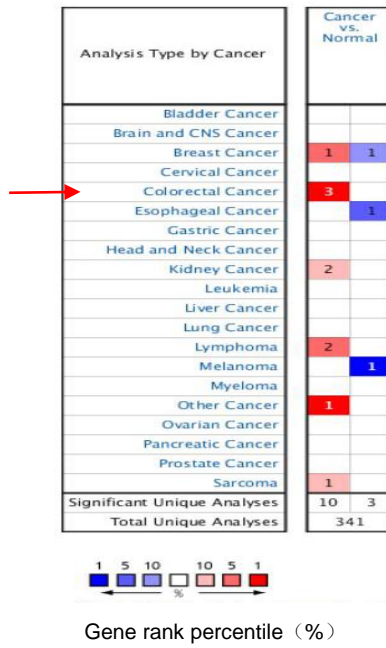 Analysis Type by Cancer
Cancer
vs.
Normal
Bladder Cancer
Brain and CNS Cancer
Breast Cancer 1 1
Cervical Cancer
Colorectal Cancer 3
Esophageal Cancer 1
Gastric Cancer
Head and Neck Cancer
Kidney Cancer 2
Leukemia
Liver Cancer
Lung Cancer
Lymphoma 2
Melanoma 1
Myeloma
Other Cancer 1
Ovarian Cancer
Pancreatic Cancer
Prostate Cancer
Sarcoma 1
Significant Unique Analyses 10 3
Total Unique Analyses 341
1 5 10 10 5 1
%
Gene rank percentile（%）